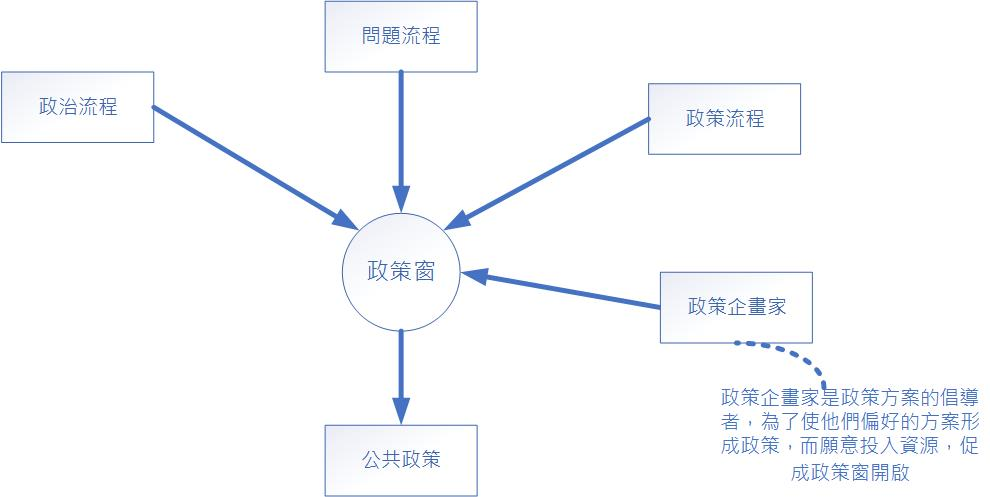 問題流程
政治流程
政策流程
政策窗
政策企畫家
公共政策
政策企畫家是政策方案的倡導
者，為了使他們偏好的方案形
成政策，而願意投入資源，促
成政策窗開啟